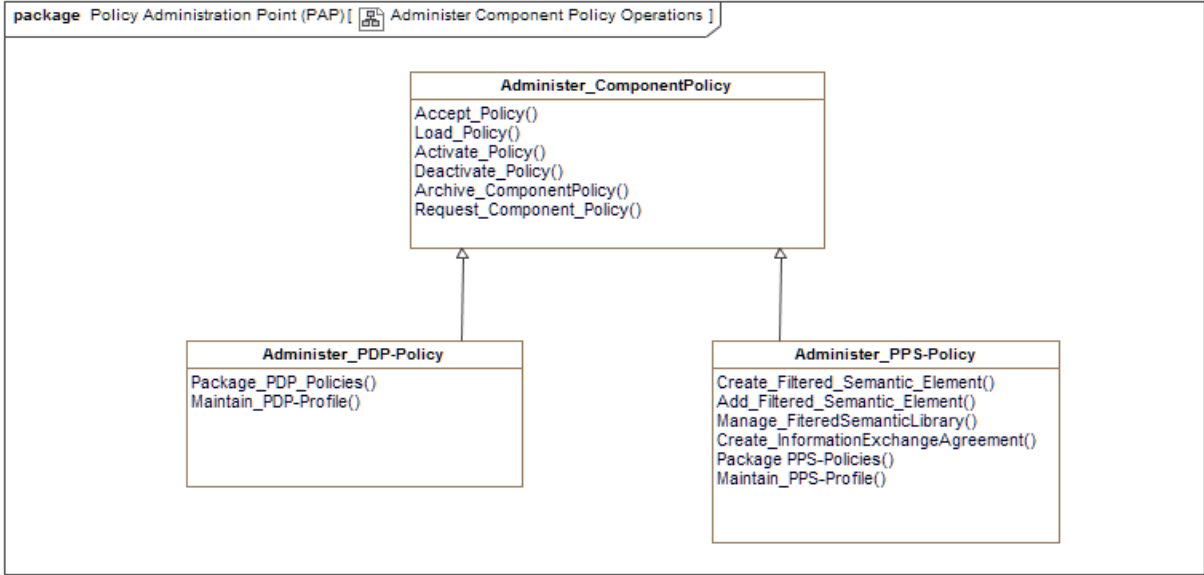 package Policy Administration Point (PAP)[ Administer Component Policy Operations ]
Administer_ComponentPolicy
Accept_Policy()
Load_Policy()
Activate_Policy()
Deactivate_Policy()
Archive_ComponentPolicy()
Request_Component_Policy()
Administer_PDP-Policy
Package_PDP_Policies()
Maintain_PDP-Profile()
Administer_PPS-Policy
Create_Filtered_Semantic_Element()
Add_Filtered_Semantic_Element()
Manage_FiteredSemanticLibrary()
Create_InformationExchangeAgreement()
Package PPS-Policies()
Maintain_PPS-Profile()